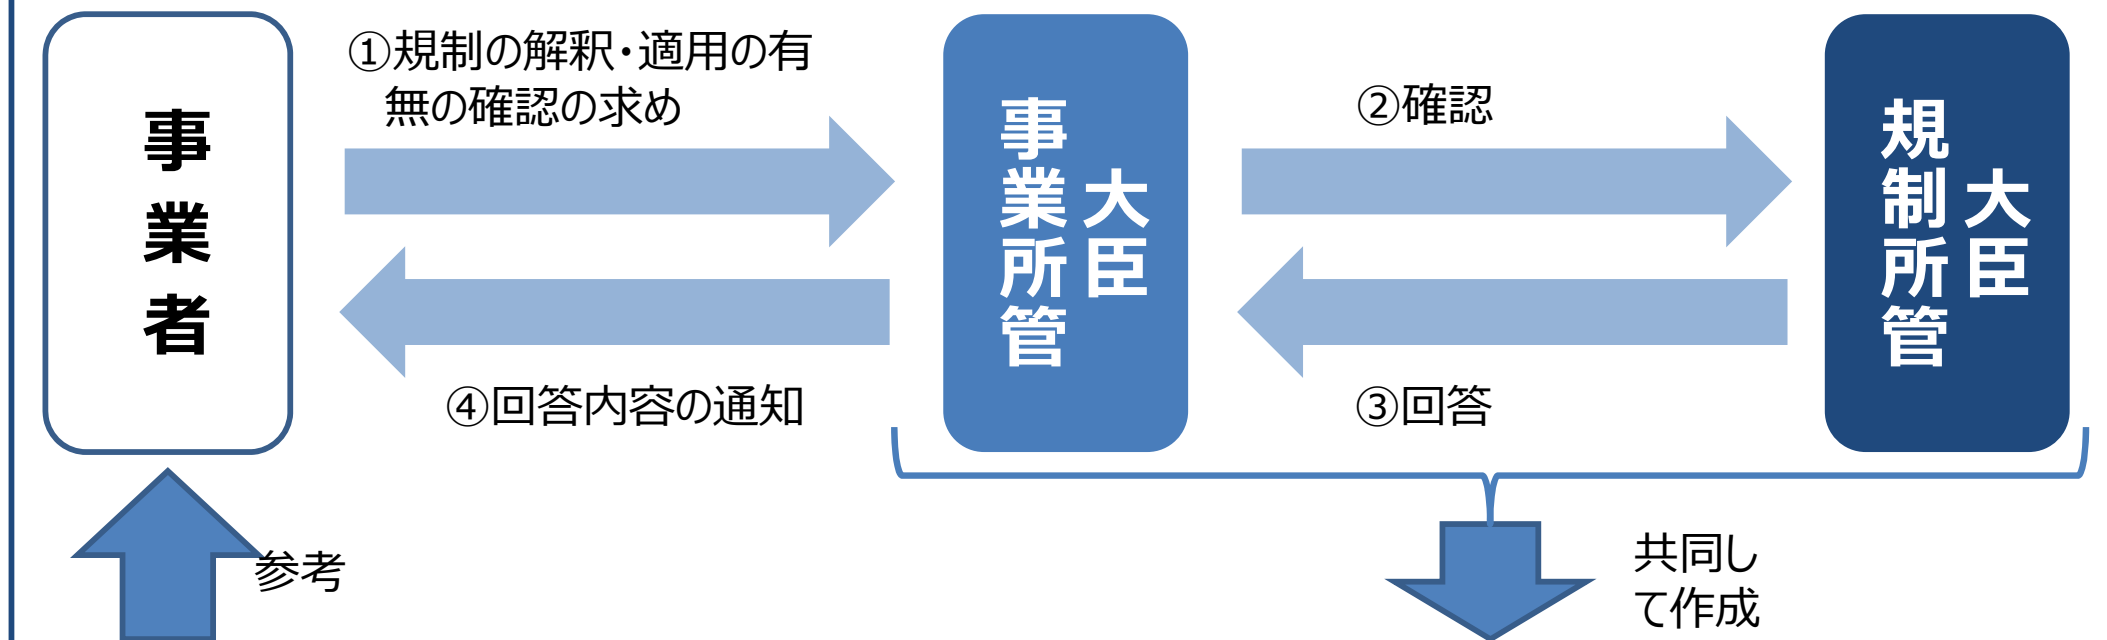 事業者
①規制の解釈・適用の有
無の確認の求め
④回答内容の通知
事業所管
大臣
②確認
③回答
規制所管
大臣
参考
共同し
て作成